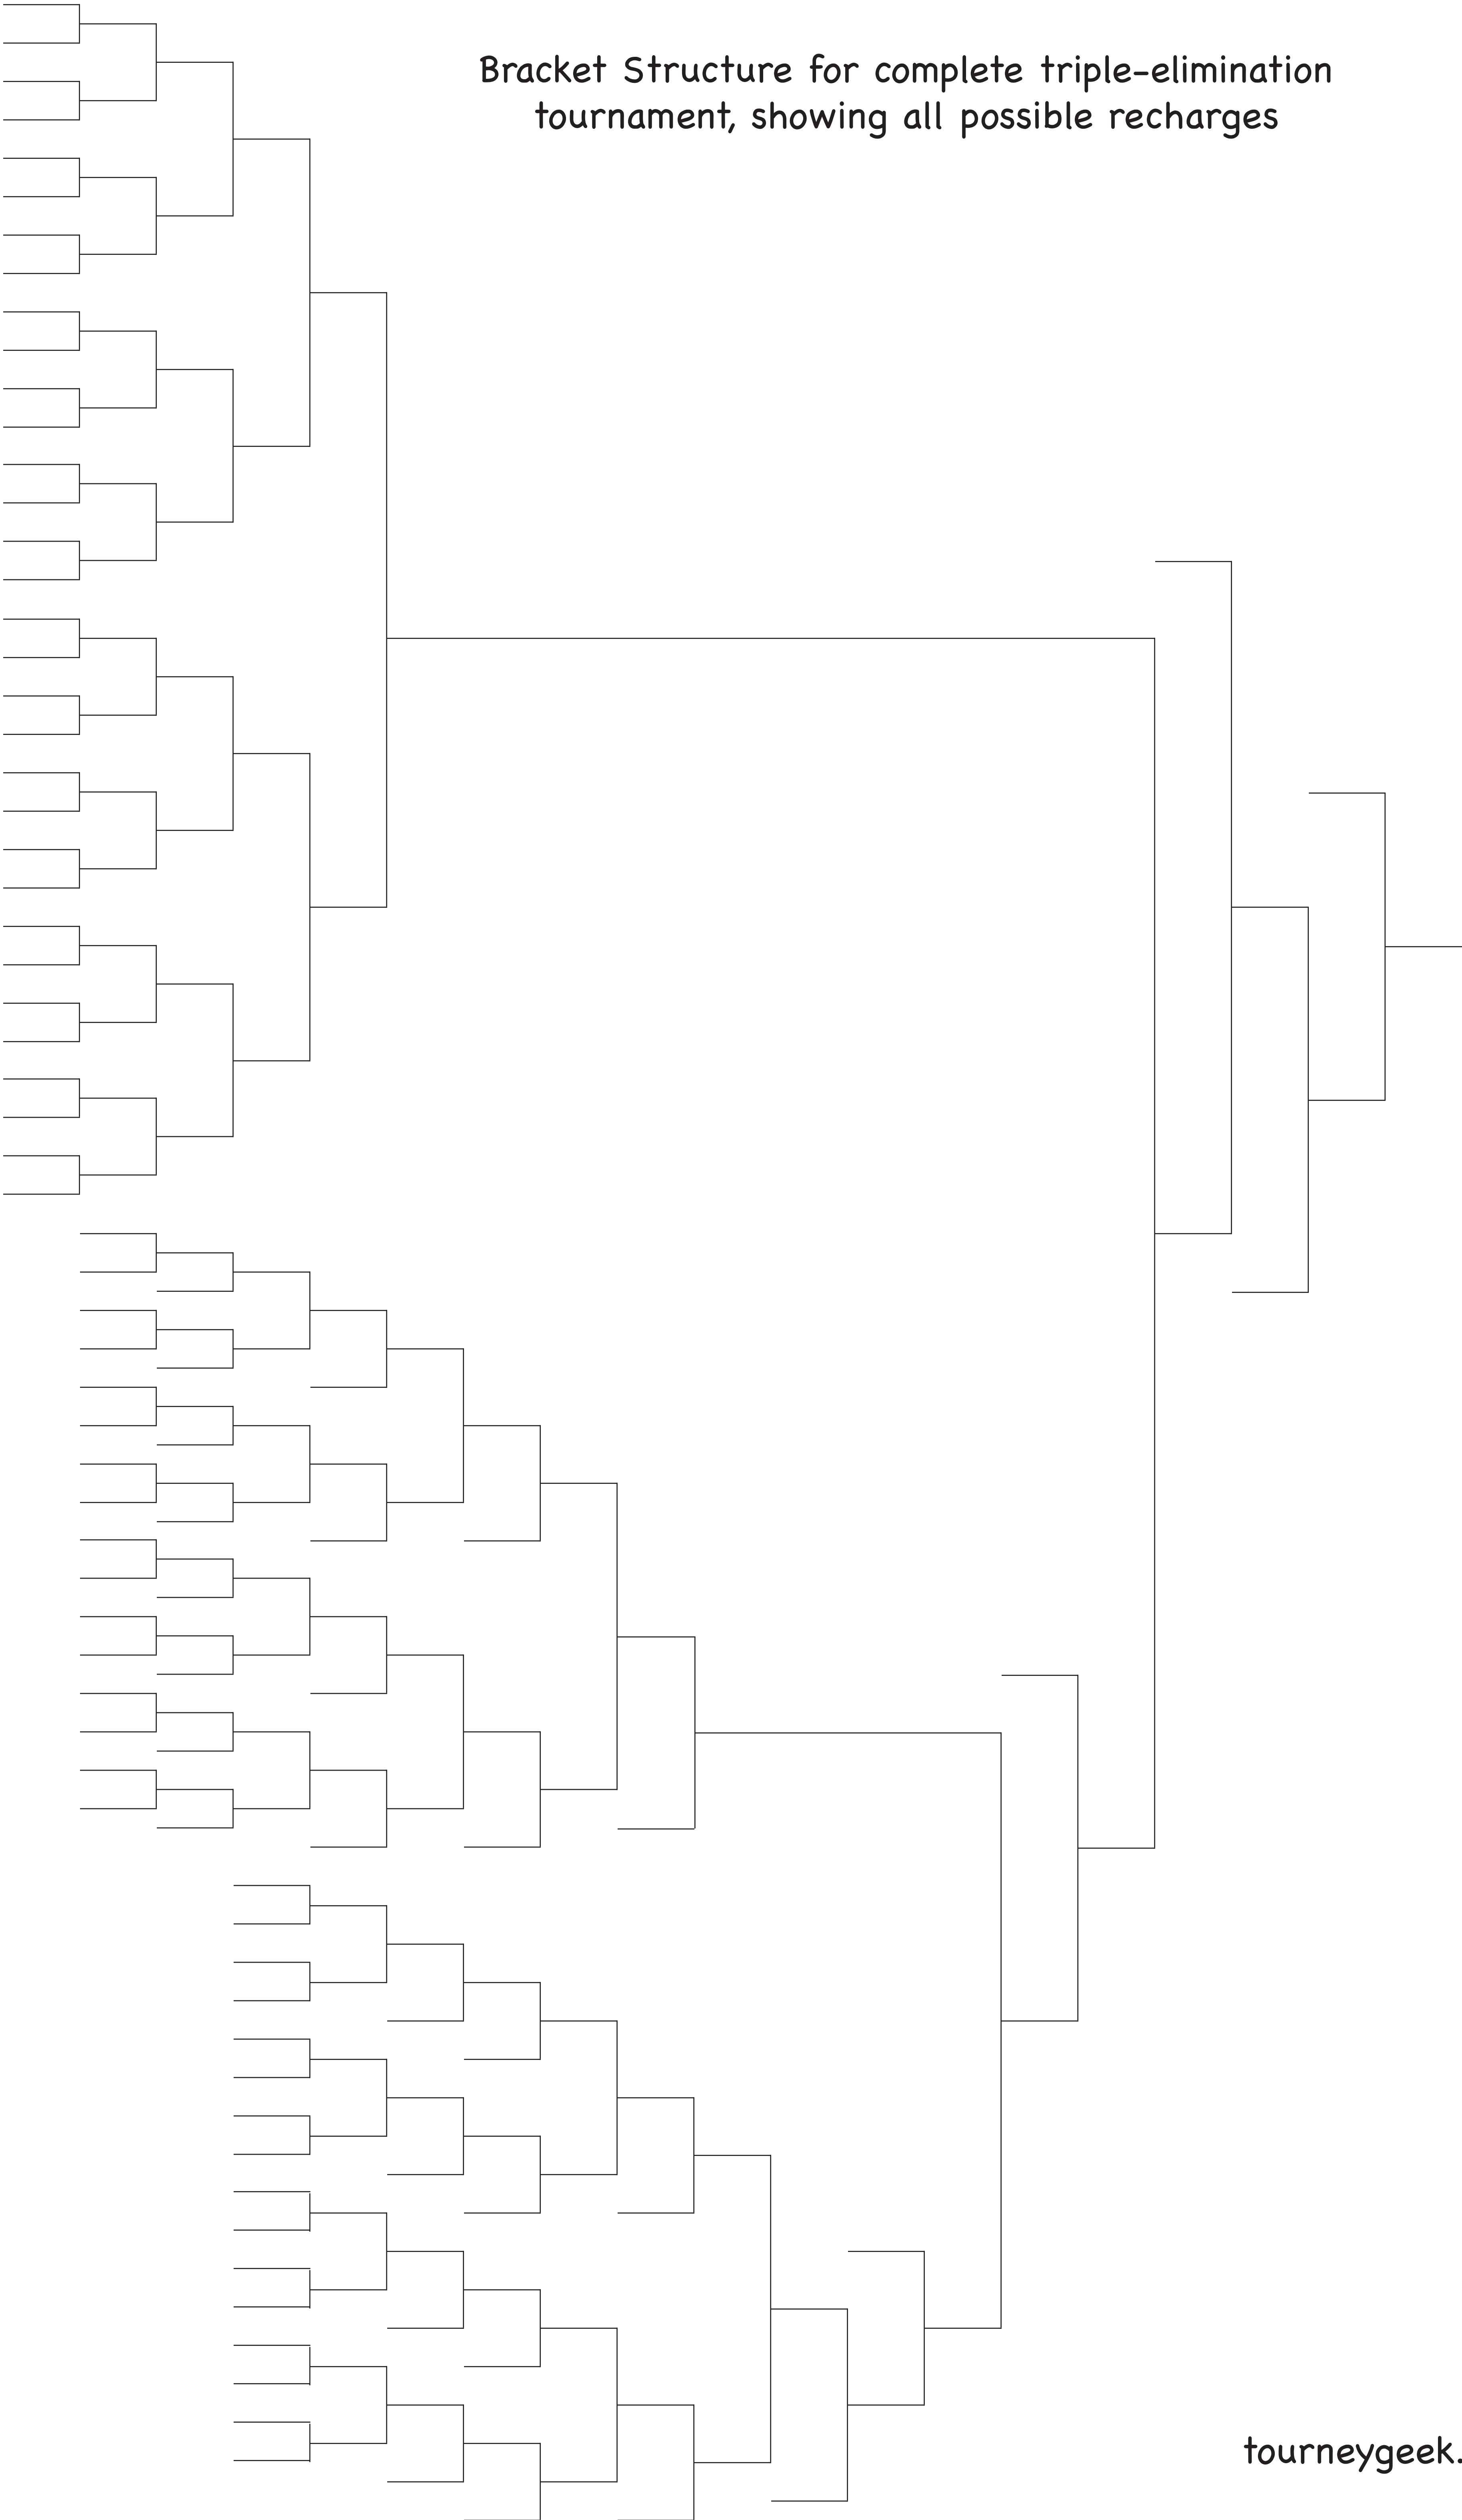 Bracket Structure for complete triple-elimination
tournament, showing all possible recharges
tourneygeek.